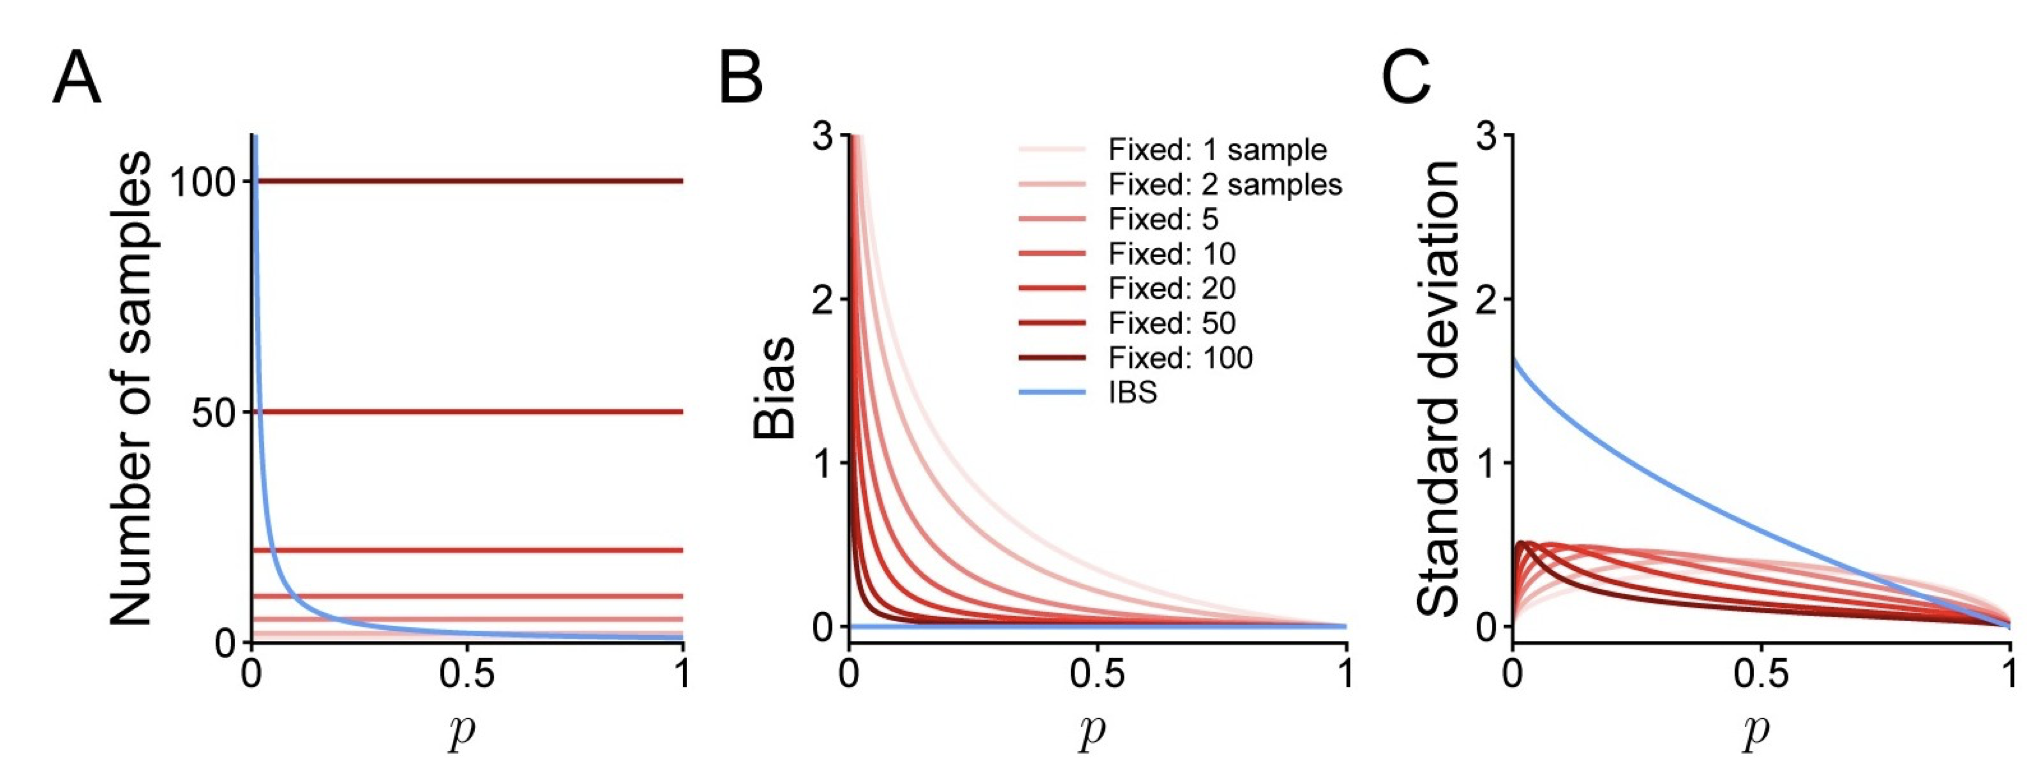 A
Number of samples
100
50
0
0
0.5
1
p
B
Bias
3
2
1
0
0
0.5
1
p
Fixed: 1 sample
Fixed: 2 samples
Fixed: 5
Fixed: 10
Fixed: 20
Fixed: 50
Fixed: 100
IBS
C
Standard deviation
3
2
1
0
0
0.5
1
p